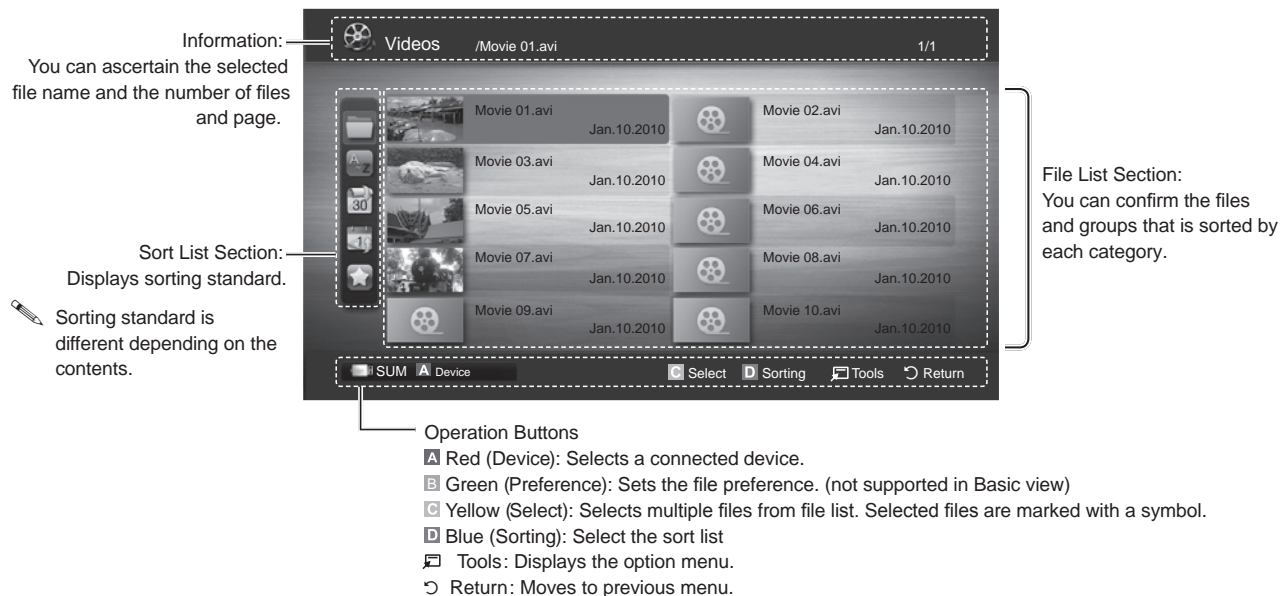 Information:
You can ascertain the selected
file name and the number of files
and page.
Sort List Section:
Displays sorting standard.
Sorting standard is
different depending on the
contents.
Videos /Movie 01.avi 1/1
Movie 01.avi
Jan.10.2010
Movie 02.avi
Jan.10.2010
Movie 03.avi
Jan.10.2010
Movie 04.avi
Jan.10.2010
Movie 05.avi
Jan.10.2010
Movie 06.avi
Jan.10.2010
Movie 07.avi
Jan.10.2010
Movie 08.avi
Jan.10.2010
Movie 09.avi
Jan.10.2010
Movie 10.avi
Jan.10.2010
A Z
30
1
SUM A Device C Select D Sorting Tools Return
File List Section:
You can confirm the files
and groups that is sorted by
each category.
Operation Buttons
A Red (Device): Selects a connected device.
B Green (Preference): Sets the file preference. (not supported in Basic view)
C Yellow (Select): Selects multiple files from file list. Selected files are marked with a symbol.
D Blue (Sorting): Select the sort list
Tools: Displays the option menu.
Return: Moves to previous menu.